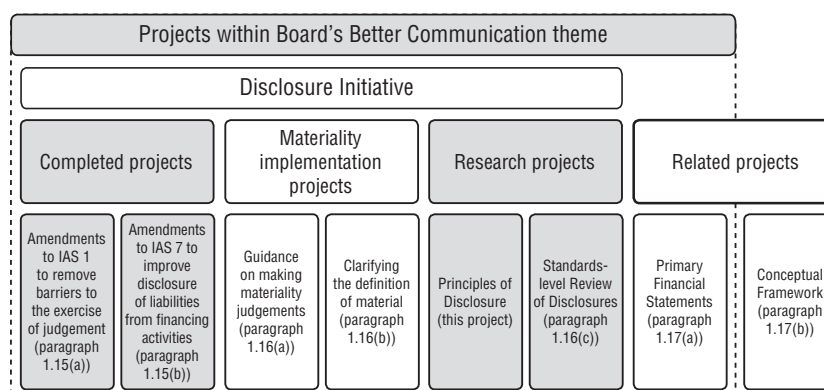 Projects within Board's Better Communication theme
Disclosure Initiative
Completed projects
Materiality
implementation
projects
Research projects
Related projects
Amendments
to IAS 1
to remove
barriers to
the exercise
of judgement
(paragraph
1.15(a))
Amendments
to IAS 7 to
improve
disclosure
of liabilities
from financing
activities
(paragraph
1.15(b))
Guidance
on making
materiality
judgements
(paragraph
1.16(a))
Clarifying
the definition
of material
(paragraph
1.16(b))
Principles of
Disclosure
(this project)
Standards-
level Review
of Disclosures
(paragraph
1.16(c))
Primary
Financial
Statements
(paragraph
1.17(a))
Conceptual
Framework
(paragraph
1.17(b))